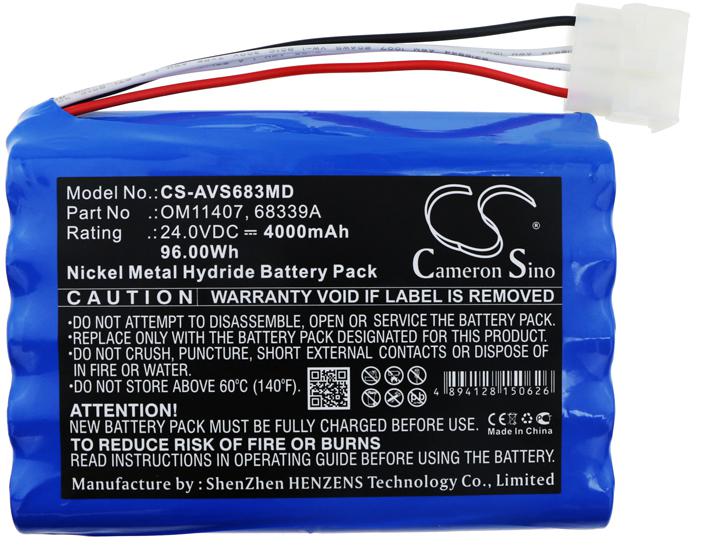 Model No.: CS-AVS683MD
Part No .: OM11407, 68339A
Rating .: 24.0VDC ⎓ 4000mAh
96.00Wh
Nickel Metal Hydride Battery Pack
CS
Cameron Sino
CAUTION WARRANTY VOID IF LABEL IS REMOVED
•DO NOT ATTEMPT TO DISASSEMBLE, OPEN OR SERVICE THE BATTERY PACK.
•REPLACE ONLY WITH THE BATTERY PACK DESIGNATED FOR THIS PRODUCT.
•DO NOT CRUSH, PUNCTURE, SHORT EXTERNAL CONTACTS OR DISPOSE OF
IN FIRE OR WATER.
•DO NOT STORE ABOVE 60℃ (140℉).
4 894128 150626
ATTENTION!
NEW BATTERY PACK MUST BE FULLY CHARGED BEFORE USE.
TO REDUCE RISK OF FIRE OR BURNS
READ INSTRUCTIONS IN OPERATING GUIDE BEFORE USE.
CE
Made In China
Manufacturer : ShenZhen HENZENS Technology Co., Limited